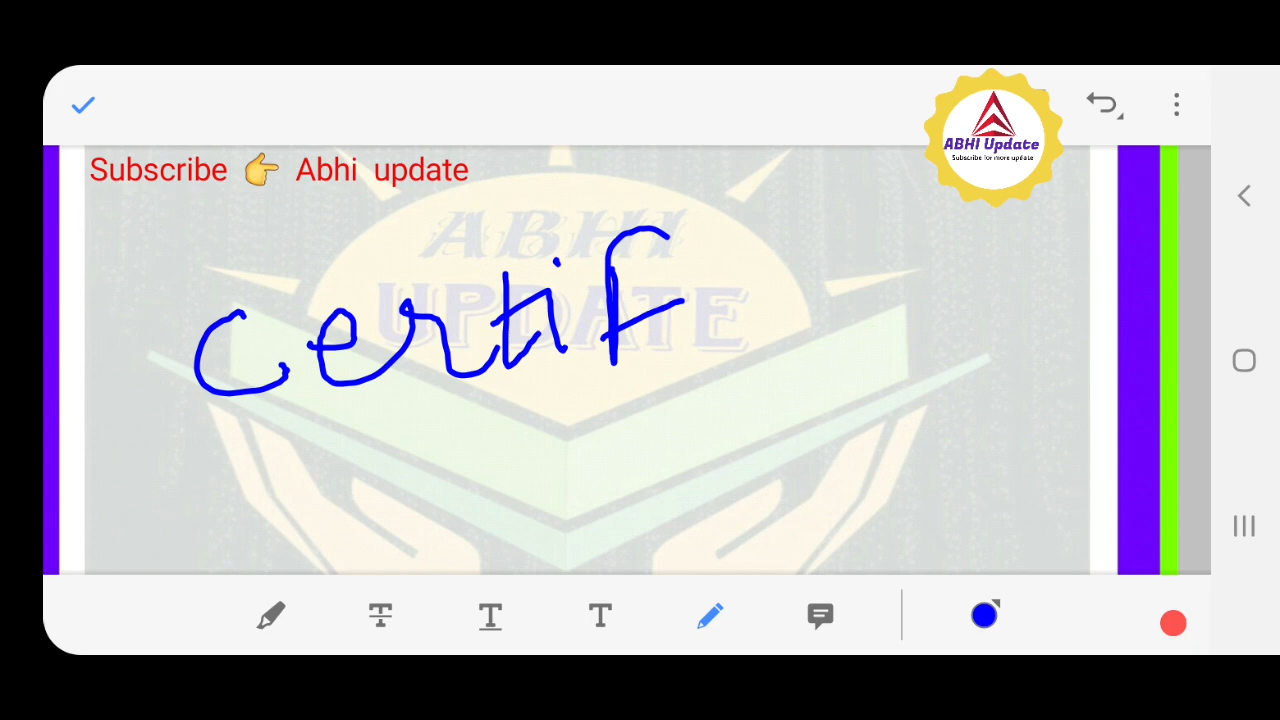 ABHI Update
Subscribe for more update
Subscribe 👉 Abhi update
ABHI
UPDATE
certif